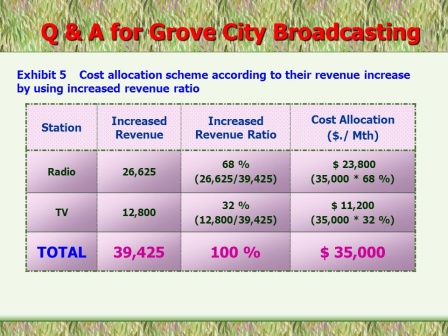 Q & A for Grove City Broadcasting
Exhibit 5 Cost allocation scheme according to their revenue increase
by using increased revenue ratio
Station
Increased
Revenue
Increased
Revenue Ratio
Cost Allocation
($./ Mth)
Radio
26,625
68 %
(26,625/39,425)
$ 23,800
(35,000 * 68 %)
TV
12,800
32 %
(12,800/39,425)
$ 11,200
(35,000 * 32 %)
TOTAL
39,425
100 %
$ 35,000